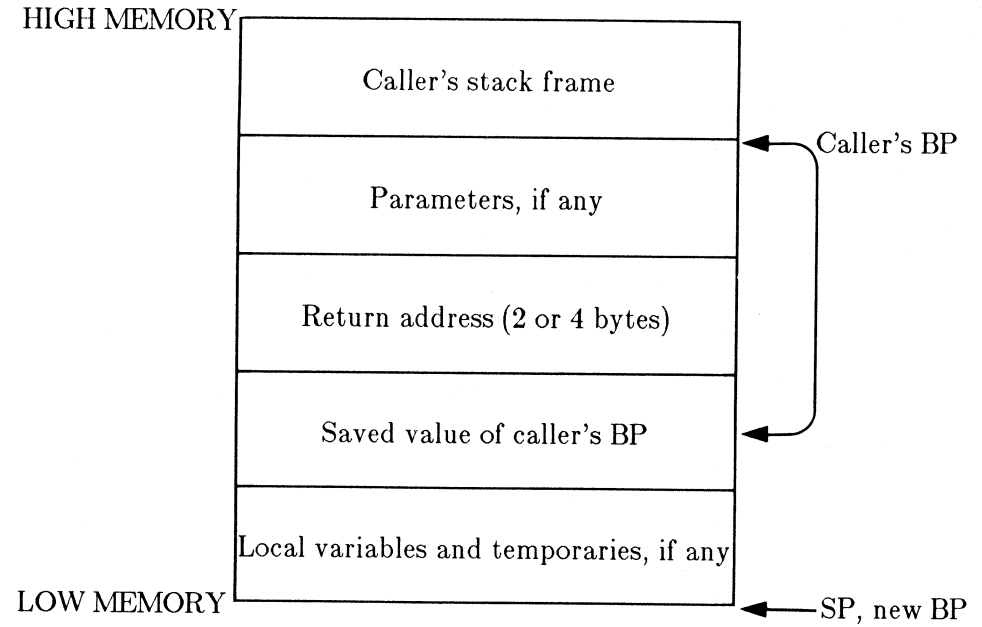 HIGH MEMORY
Caller's stack frame
Caller's BP
Parameters, if any
Return address (2 or 4 bytes)
Saved value of caller's BP
Local variables and temporaries, if any
LOW MEMORY
SP, new BP